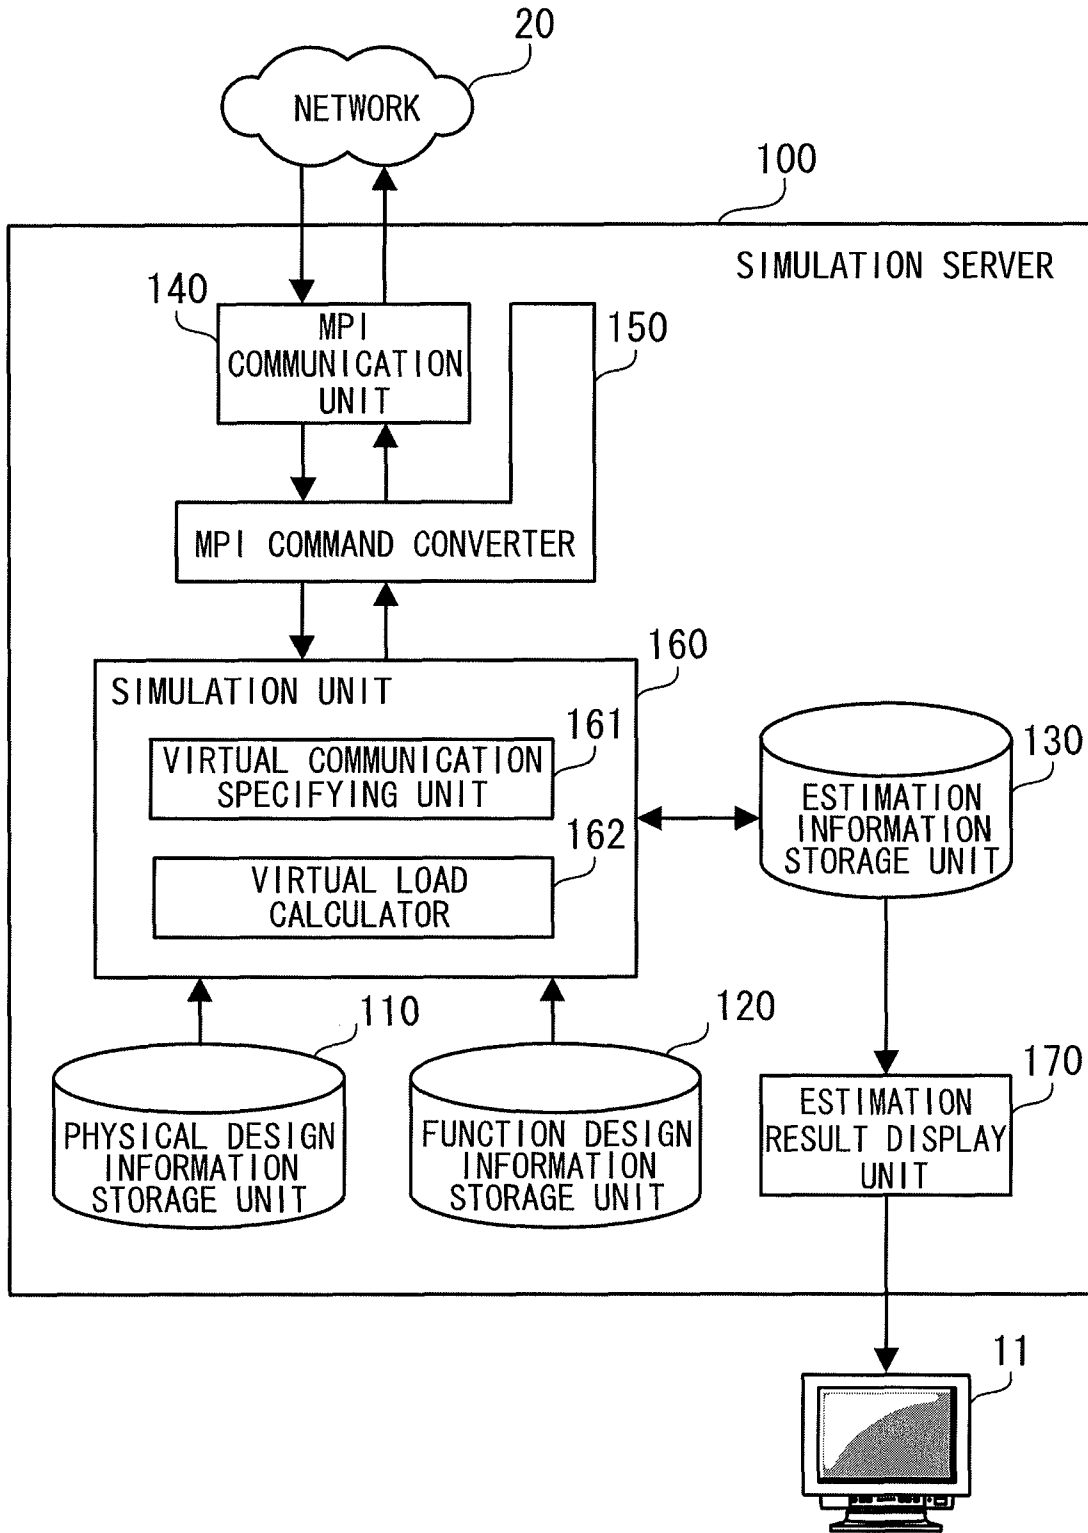 20
NETWORK
100
SIMULATION SERVER
140
MPI
COMMUNICATION
UNIT
150
MPI COMMAND CONVERTER
160
SIMULATION UNIT
161
VIRTUAL COMMUNICATION
SPECIFYING UNIT
162
VIRTUAL LOAD
CALCULATOR
130
ESTIMATION
INFORMATION
STORAGE UNIT
110
PHYSICAL DESIGN
INFORMATION
STORAGE UNIT
120
FUNCTION DESIGN
INFORMATION
STORAGE UNIT
170
ESTIMATION
RESULT DISPLAY
UNIT
11